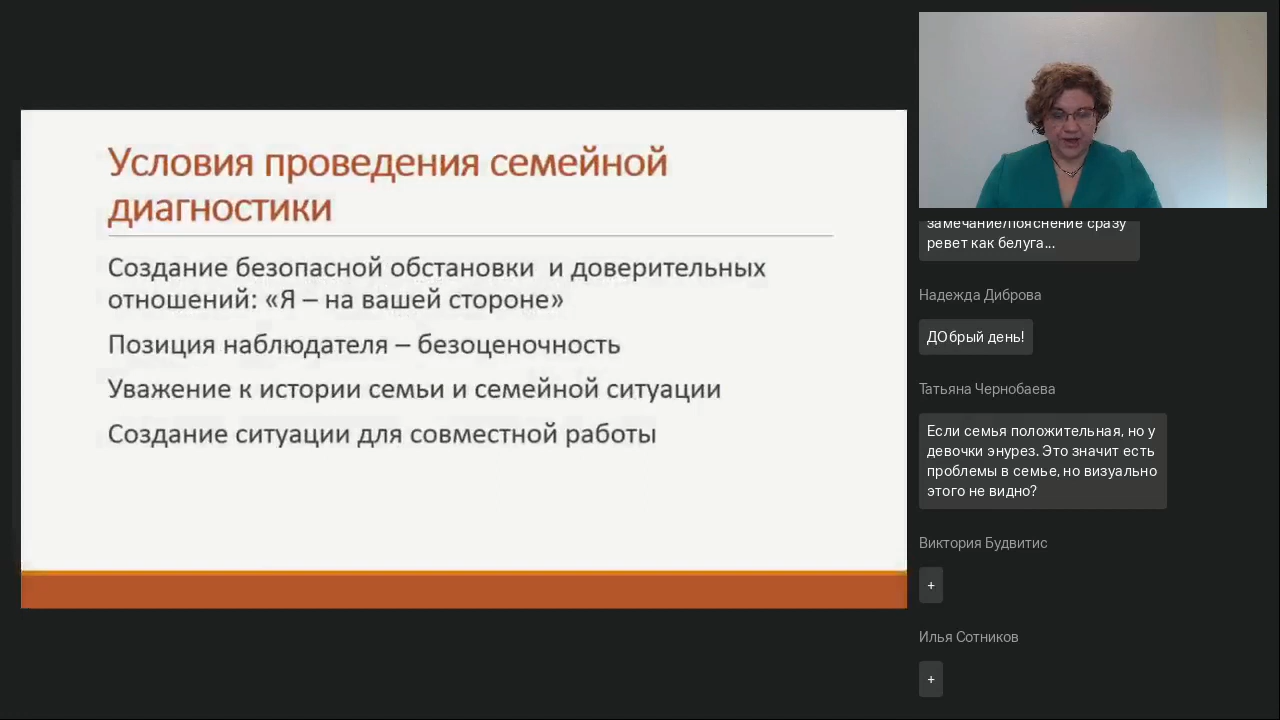 Условия проведения семейной
диагностики
Создание безопасной обстановки и доверительных
отношений: «Я – на вашей стороне»
Позиция наблюдателя – безоценочность
Уважение к истории семьи и семейной ситуации
Создание ситуации для совместной работы
замечание/пояснение сразу
ревет как белуга...
Надежда Диброва
ДОбрый день!
Татьяна Чернобаева
Если семья положительная, но у
девочки энурез. Это значит есть
проблемы в семье, но визуально
этого не видно?
Виктория Будвитис
+
Илья Сотников
+